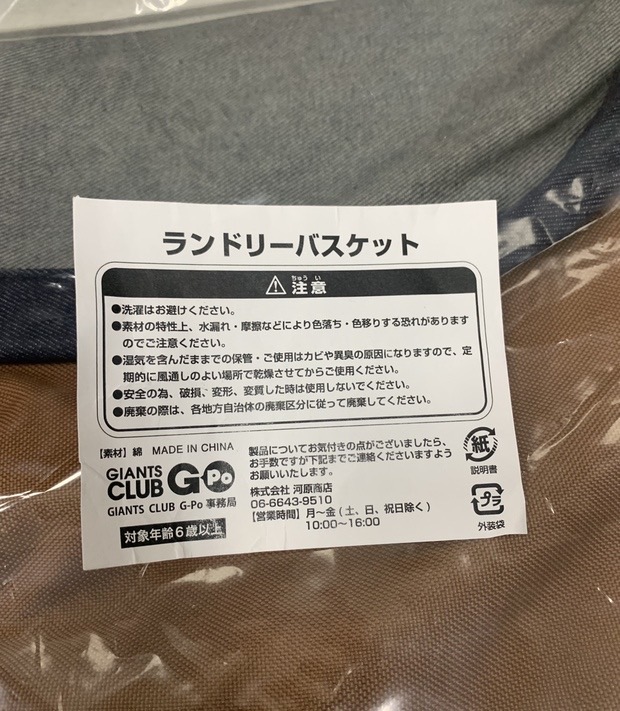 ランドリーバスケット
ちゅう い
注意
●洗濯はお避けください。
●素材の特性上、水濡れ・摩擦などにより色落ち・色移りする恐れがあります
のでご注意ください。
●湿気を含んだままでの保管・ご使用はカビや異臭の原因になりますので、定
期的に風通しのよい場所で乾燥させてからご使用ください。
●安全の為、破損、変形、変質した時は使用しないでください。
●廃棄の際は、各地方自治体の廃棄区分に従って廃棄してください。
【素材】綿 MADE IN CHINA
GIANTS
CLUB G-Po
GIANTS CLUB G-Po 事務局
対象年齢6歳以上
製品についてお気付きの点がございましたら、
お手数ですが下記までご連絡くださいますよう
お願いいたします。
株式会社 河原商店
06-6643-9510
【営業時間】月〜金(土、日、祝日除く)
10:00〜16:00
紙
説明書
プラ
外装袋